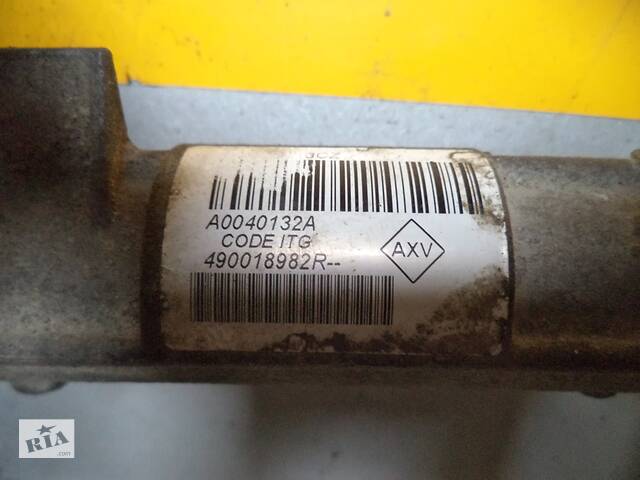 A0040132A
CODE ITG
490018982R--
AXV
RIA
.com